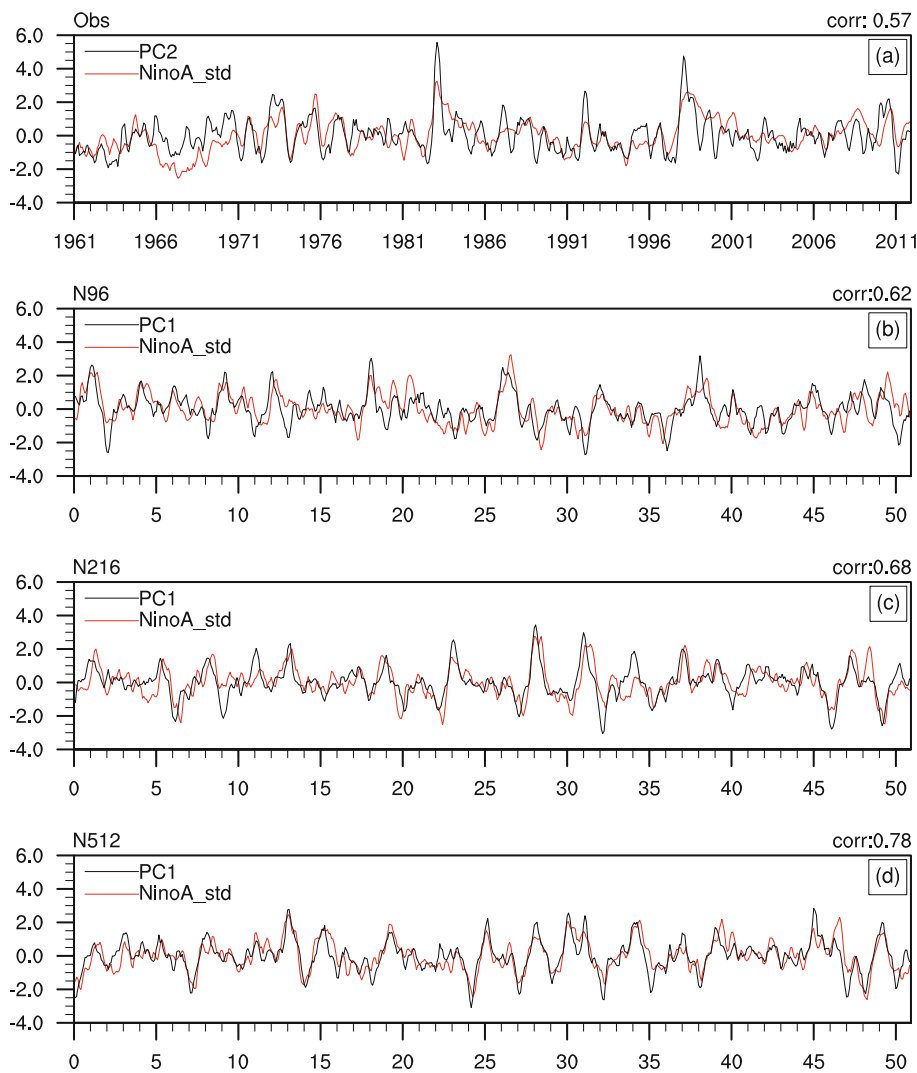 Obs corr: 0.57
6.0 PC2 (a)
4.0 NinoA_std
2.0
0.0
-2.0
-4.0
1961 1966 1971 1976 1981 1986 1991 1996 2001 2006 2011
N96 corr:0.62
6.0 PC1 (b)
4.0 NinoA_std
2.0
0.0
-2.0
-4.0
0 5 10 15 20 25 30 35 40 45 50
N216 corr:0.68
6.0 PC1 (c)
4.0 NinoA_std
2.0
0.0
-2.0
-4.0
0 5 10 15 20 25 30 35 40 45 50
N512 corr:0.78
6.0 PC1 (d)
4.0 NinoA_std
2.0
0.0
-2.0
-4.0
0 5 10 15 20 25 30 35 40 45 50